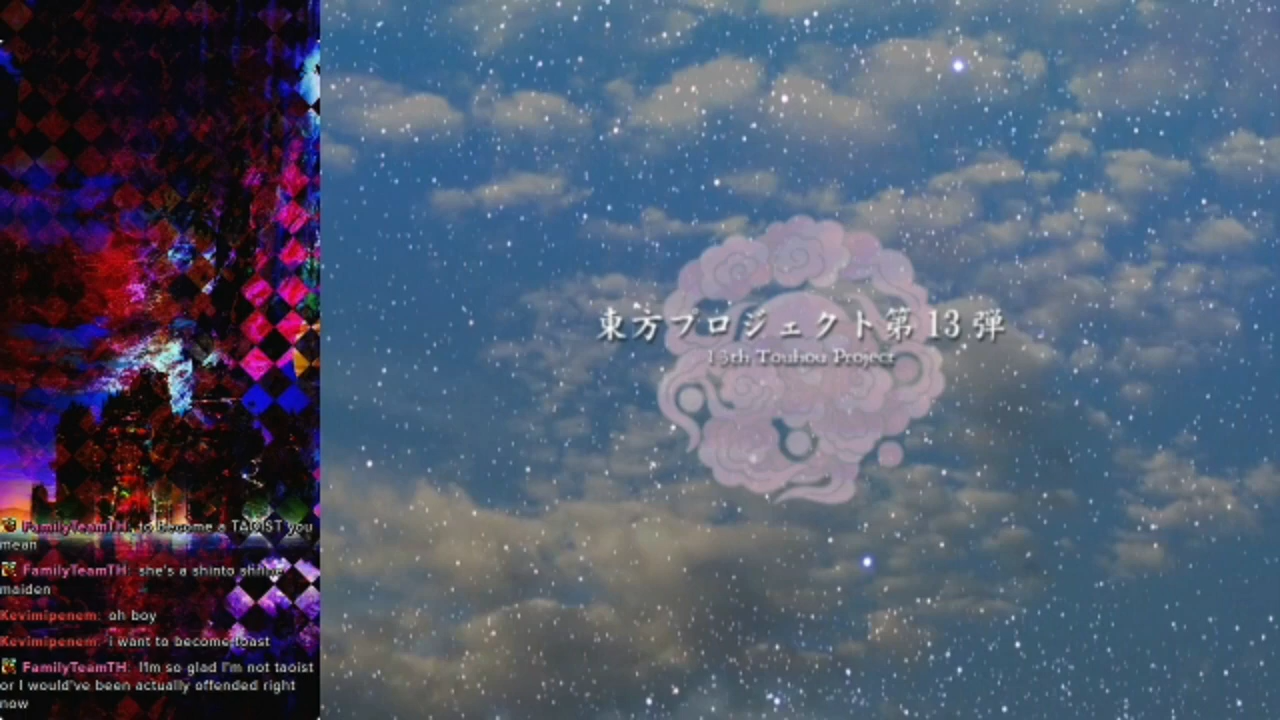 FamilyTeamTH: to become a TAOIST you
mean
FamilyTeamTH: she's a shinto shrine
maiden
Kevimipenem: oh boy
Kevimipenem: i want to become toast
FamilyTeamTH: I'm so glad I'm not taoist
or I would've been actually offended right
now
東方プロジェクト第13弾
13th Touhou Project